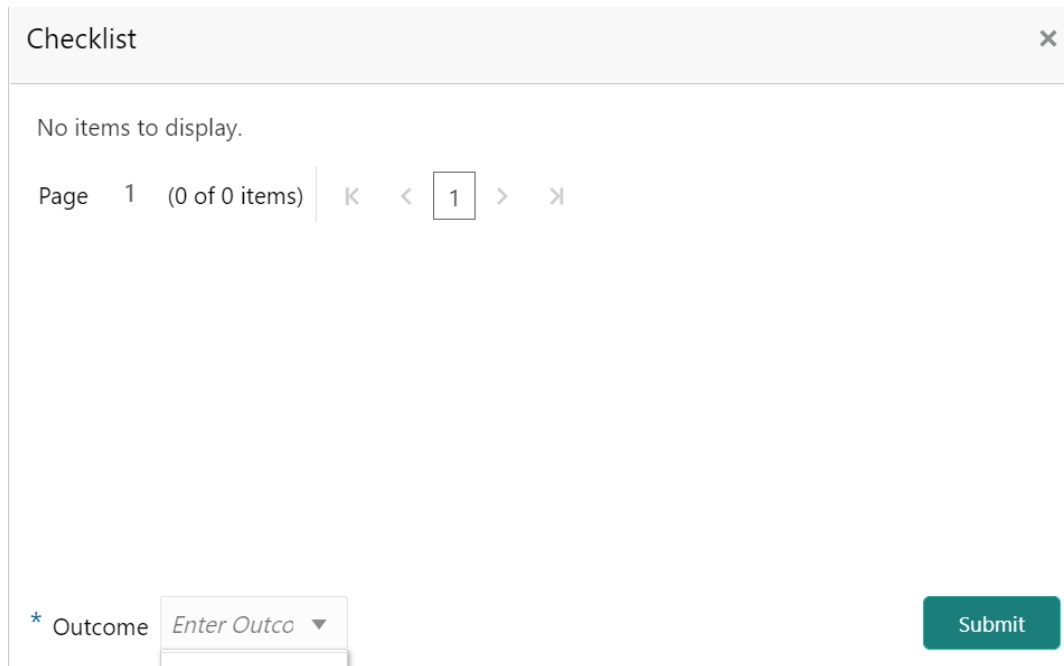 Checklist ×
No items to display.
Page 1 (0 of 0 items) 1
* Outcome Enter Outco Submit